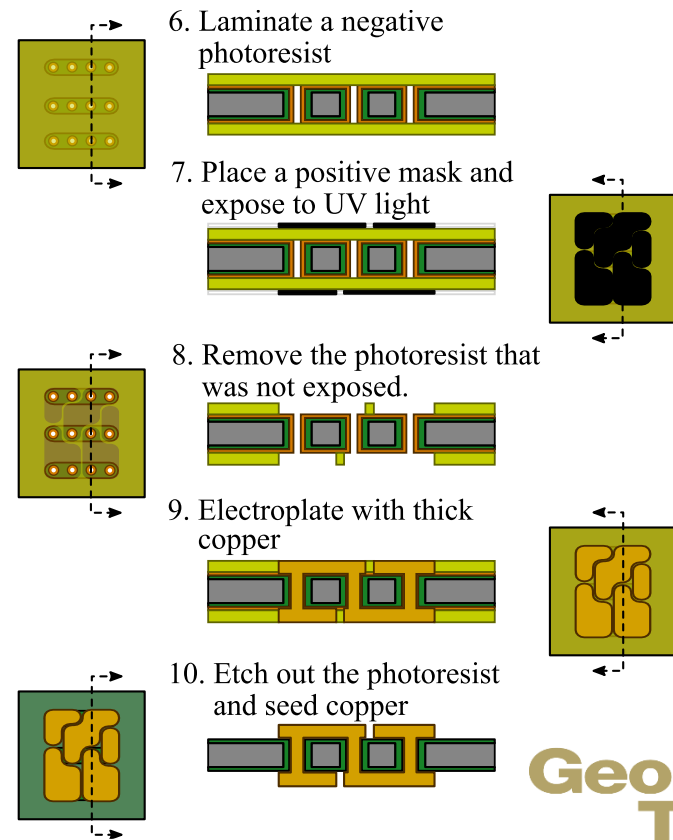 6. Laminate a negative
photoresist
7. Place a positive mask and
expose to UV light
8. Remove the photoresist that
was not exposed.
9. Electroplate with thick
copper
10. Etch out the photoresist
and seed copper
Geo
T